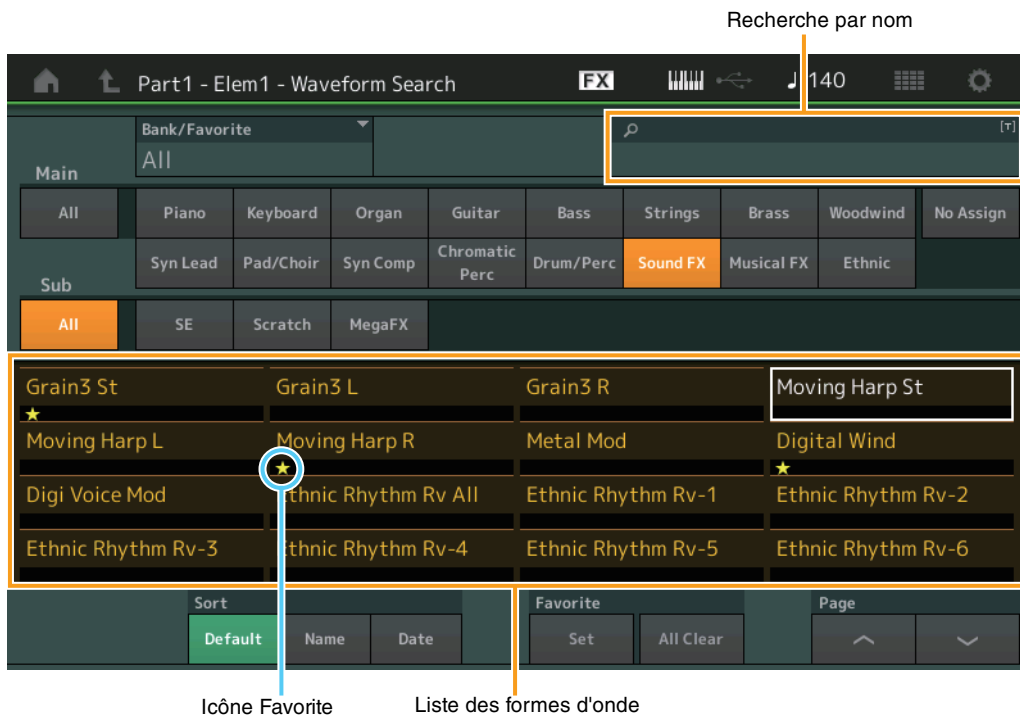 Recherche par nom
Part1 - Elem1 - Waveform Search FX ♩ 140
Bank/Favorite [T]
All
Main
All Piano Keyboard Organ Guitar Bass Strings Brass Woodwind No Assign
Syn Lead Pad/Choir Syn Comp Chromatic Perc Drum/Perc Sound FX Musical FX Ethnic
Sub
All SE Scratch MegaFX
Grain3 St Grain3 L Grain3 R Moving Harp St
Moving Harp L Moving Harp R Metal Mod Digital Wind
Digi Voice Mod Ethnic Rhythm Rv All Ethnic Rhythm Rv-1 Ethnic Rhythm Rv-2
Ethnic Rhythm Rv-3 Ethnic Rhythm Rv-4 Ethnic Rhythm Rv-5 Ethnic Rhythm Rv-6
Sort Favorite Page
Default Name Date Set All Clear
Icône Favorite Liste des formes d'onde